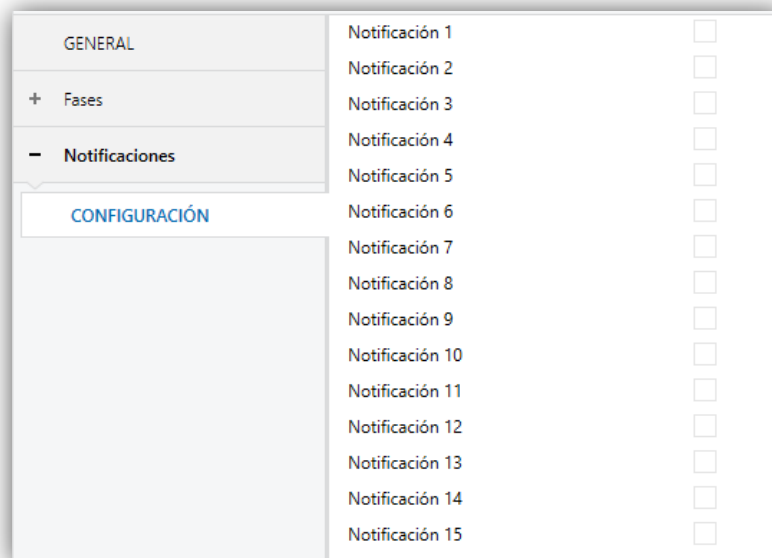 GENERAL
+ Fases
- Notificaciones
CONFIGURACIÓN
Notificación 1
Notificación 2
Notificación 3
Notificación 4
Notificación 5
Notificación 6
Notificación 7
Notificación 8
Notificación 9
Notificación 10
Notificación 11
Notificación 12
Notificación 13
Notificación 14
Notificación 15